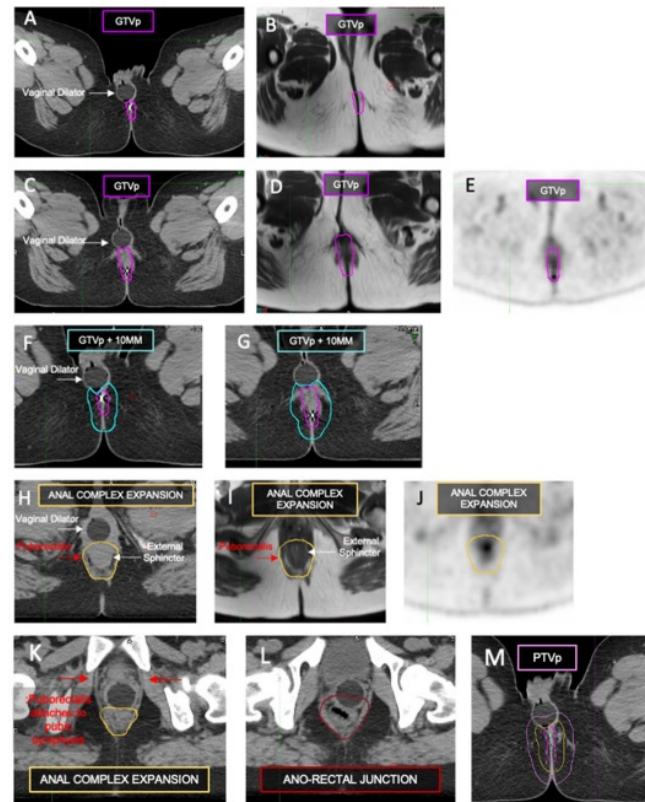 A
GTVp
Vaginal Dilator
B
GTVp
C
GTVp
Vaginal Dilator
D
GTVp
E
GTVp
F
GTVp + 10MM
Vaginal Dilator
G
GTVp + 10MM
H
ANAL COMPLEX EXPANSION
Vaginal Dilator
Puborectalis
External
Sphincter
I
ANAL COMPLEX
EXPANSION
Puborectalis
External
Sphincter
J
ANAL COMPLEX
EXPANSION
K
Puborectalis
attaches to
pubic
symphysis
ANAL COMPLEX EXPANSION
L
ANO-RECTAL JUNCTION
M
PTVp